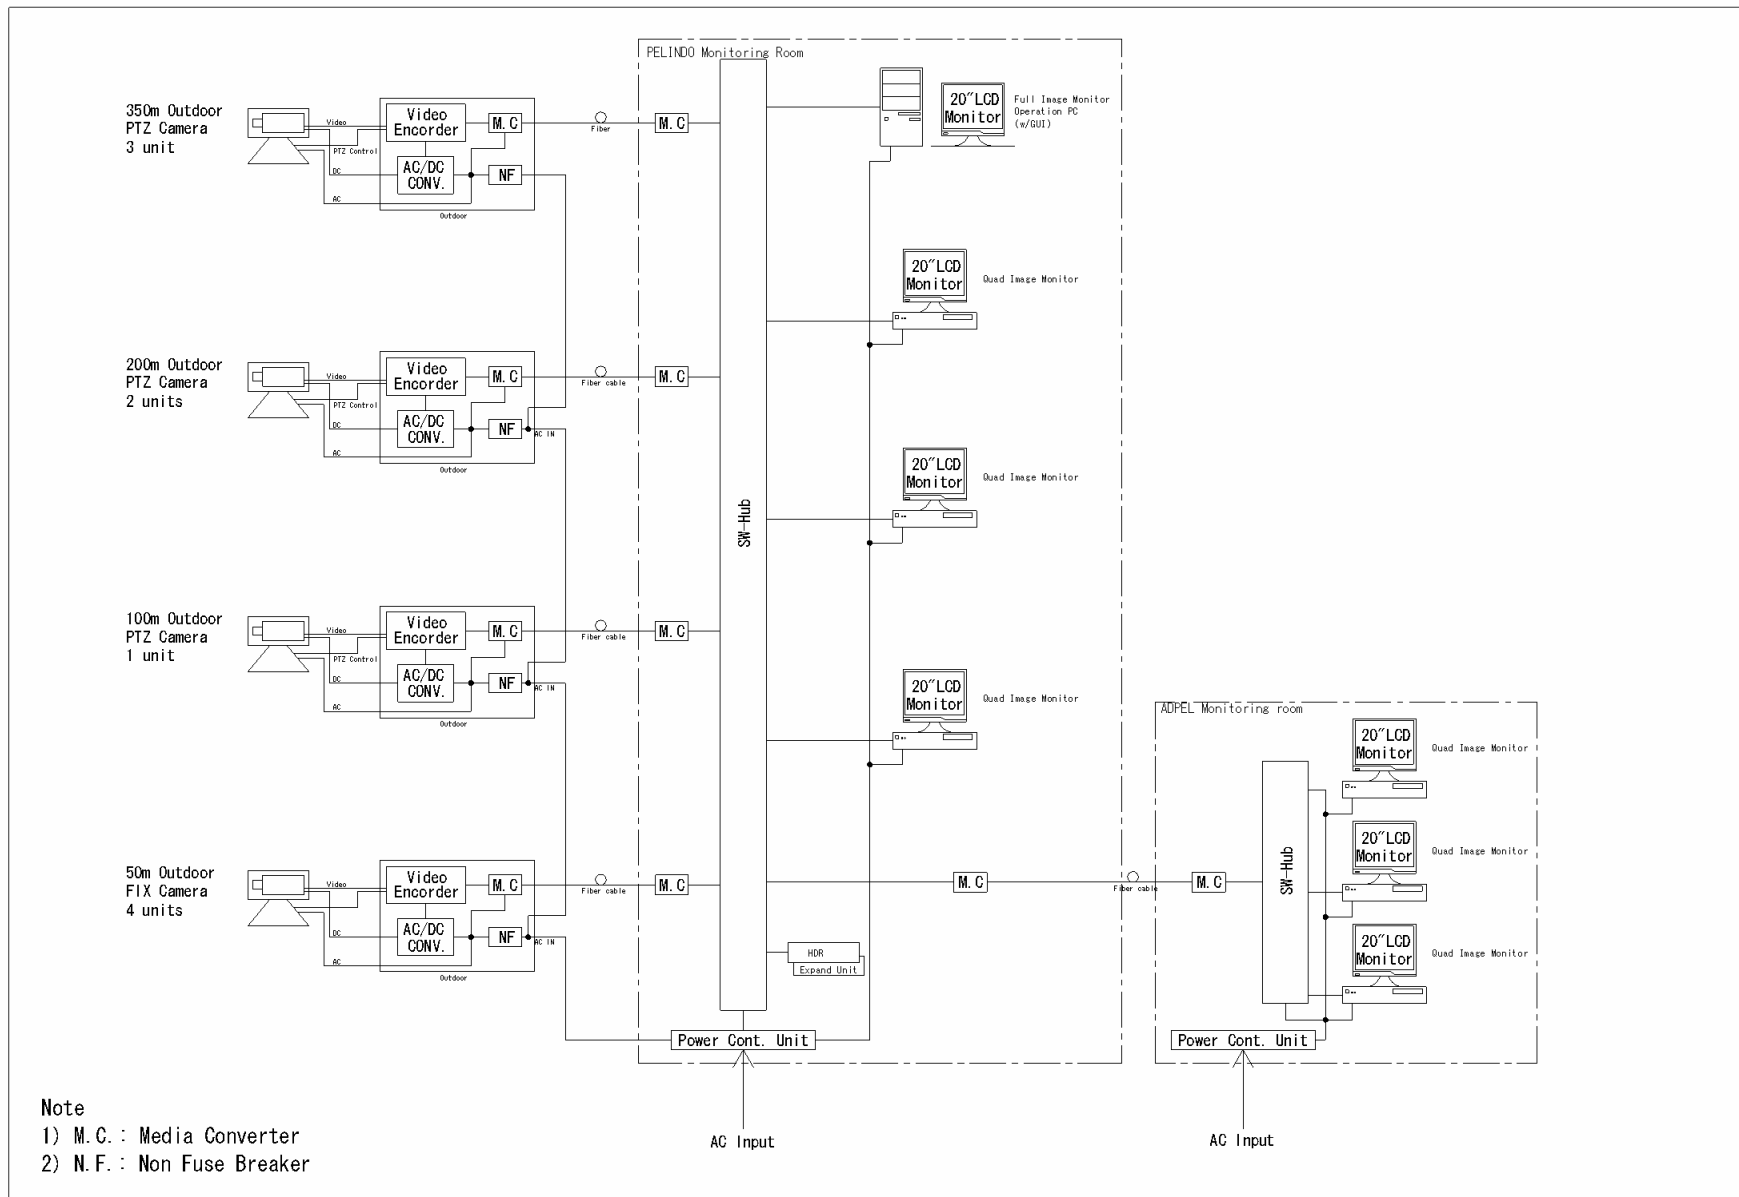 PELINDO Monitoring Room
350m Outdoor
PTZ Camera
3 unit
Video
PTZ Control
DC
AC
Video
Encorder
M.C
AC/DC
CONV.
NF
Outdoor
Fiber
M.C
20"LCD
Monitor
Full Image Monitor
Operation PC
(w/GUI)
20"LCD
Monitor
Quad Image Monitor
200m Outdoor
PTZ Camera
2 units
Video
PTZ Control
DC
AC
Video
Encorder
M.C
AC/DC
CONV.
NF
AC IN
Outdoor
Fiber cable
M.C
20"LCD
Monitor
Quad Image Monitor
SW-Hub
100m Outdoor
PTZ Camera
1 unit
Video
PTZ Control
DC
AC
Video
Encorder
M.C
AC/DC
CONV.
NF
AC IN
Outdoor
Fiber cable
M.C
20"LCD
Monitor
Quad Image Monitor
50m Outdoor
FIX Camera
4 units
Video
DC
AC
Video
Encorder
M.C
AC/DC
CONV.
NF
AC IN
Outdoor
Fiber cable
M.C
M.C
Fiber cable
HDR
Expand Unit
Power Cont. Unit
AC Input
ADPEL Monitoring room
M.C
SW-Hub
20"LCD
Monitor
Quad Image Monitor
20"LCD
Monitor
Quad Image Monitor
20"LCD
Monitor
Quad Image Monitor
Power Cont. Unit
AC Input
Note
1) M.C.: Media Converter
2) N.F.: Non Fuse Breaker